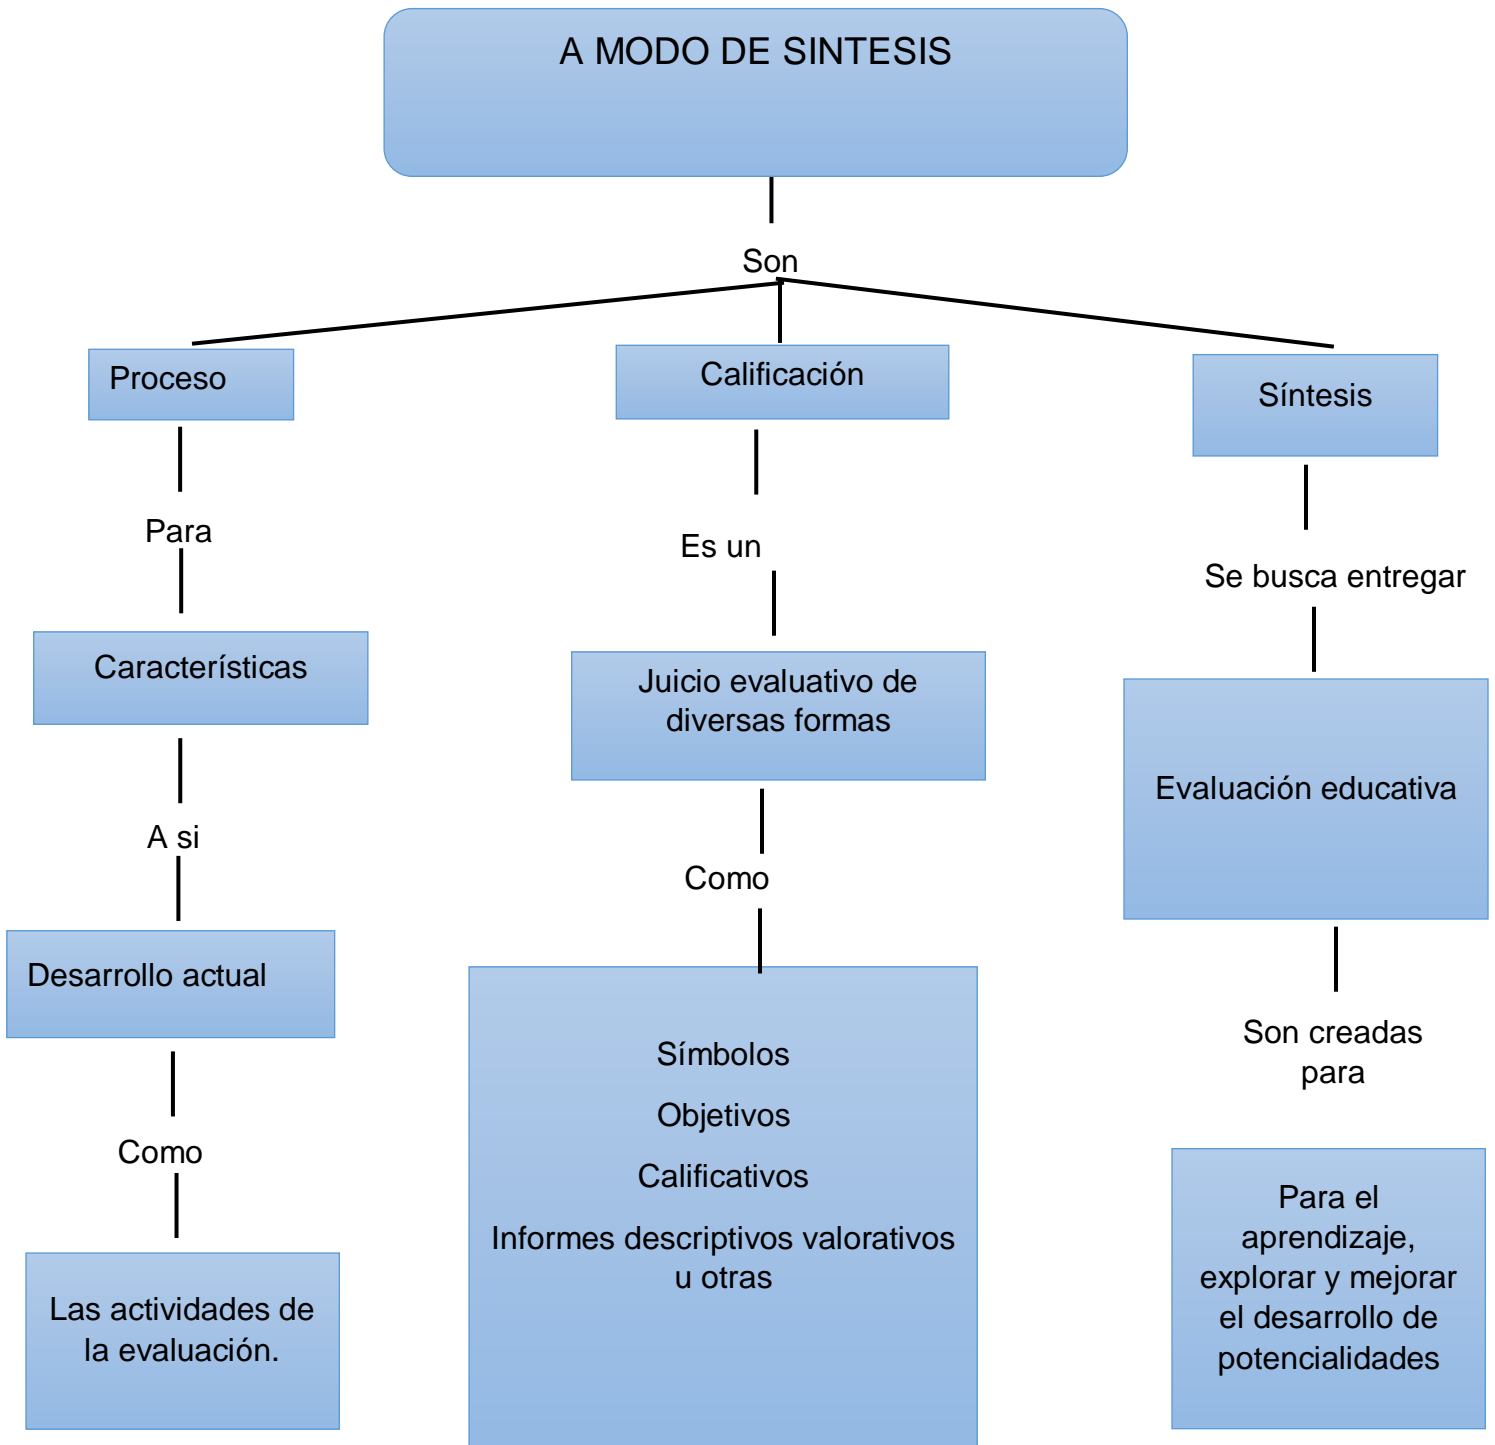 A MODO DE SINTESIS
Son
Proceso
Calificación
Síntesis
Para
Es un
Se busca entregar
Características
Juicio evaluativo de
diversas formas
Evaluación educativa
A si
Como
Desarrollo actual
Símbolos
Objetivos
Calificativos
Informes descriptivos valorativos
u otras
Son creadas
para
Como
Las actividades de
la evaluación.
Para el
aprendizaje,
explorar y mejorar
el desarrollo de
potencialidades